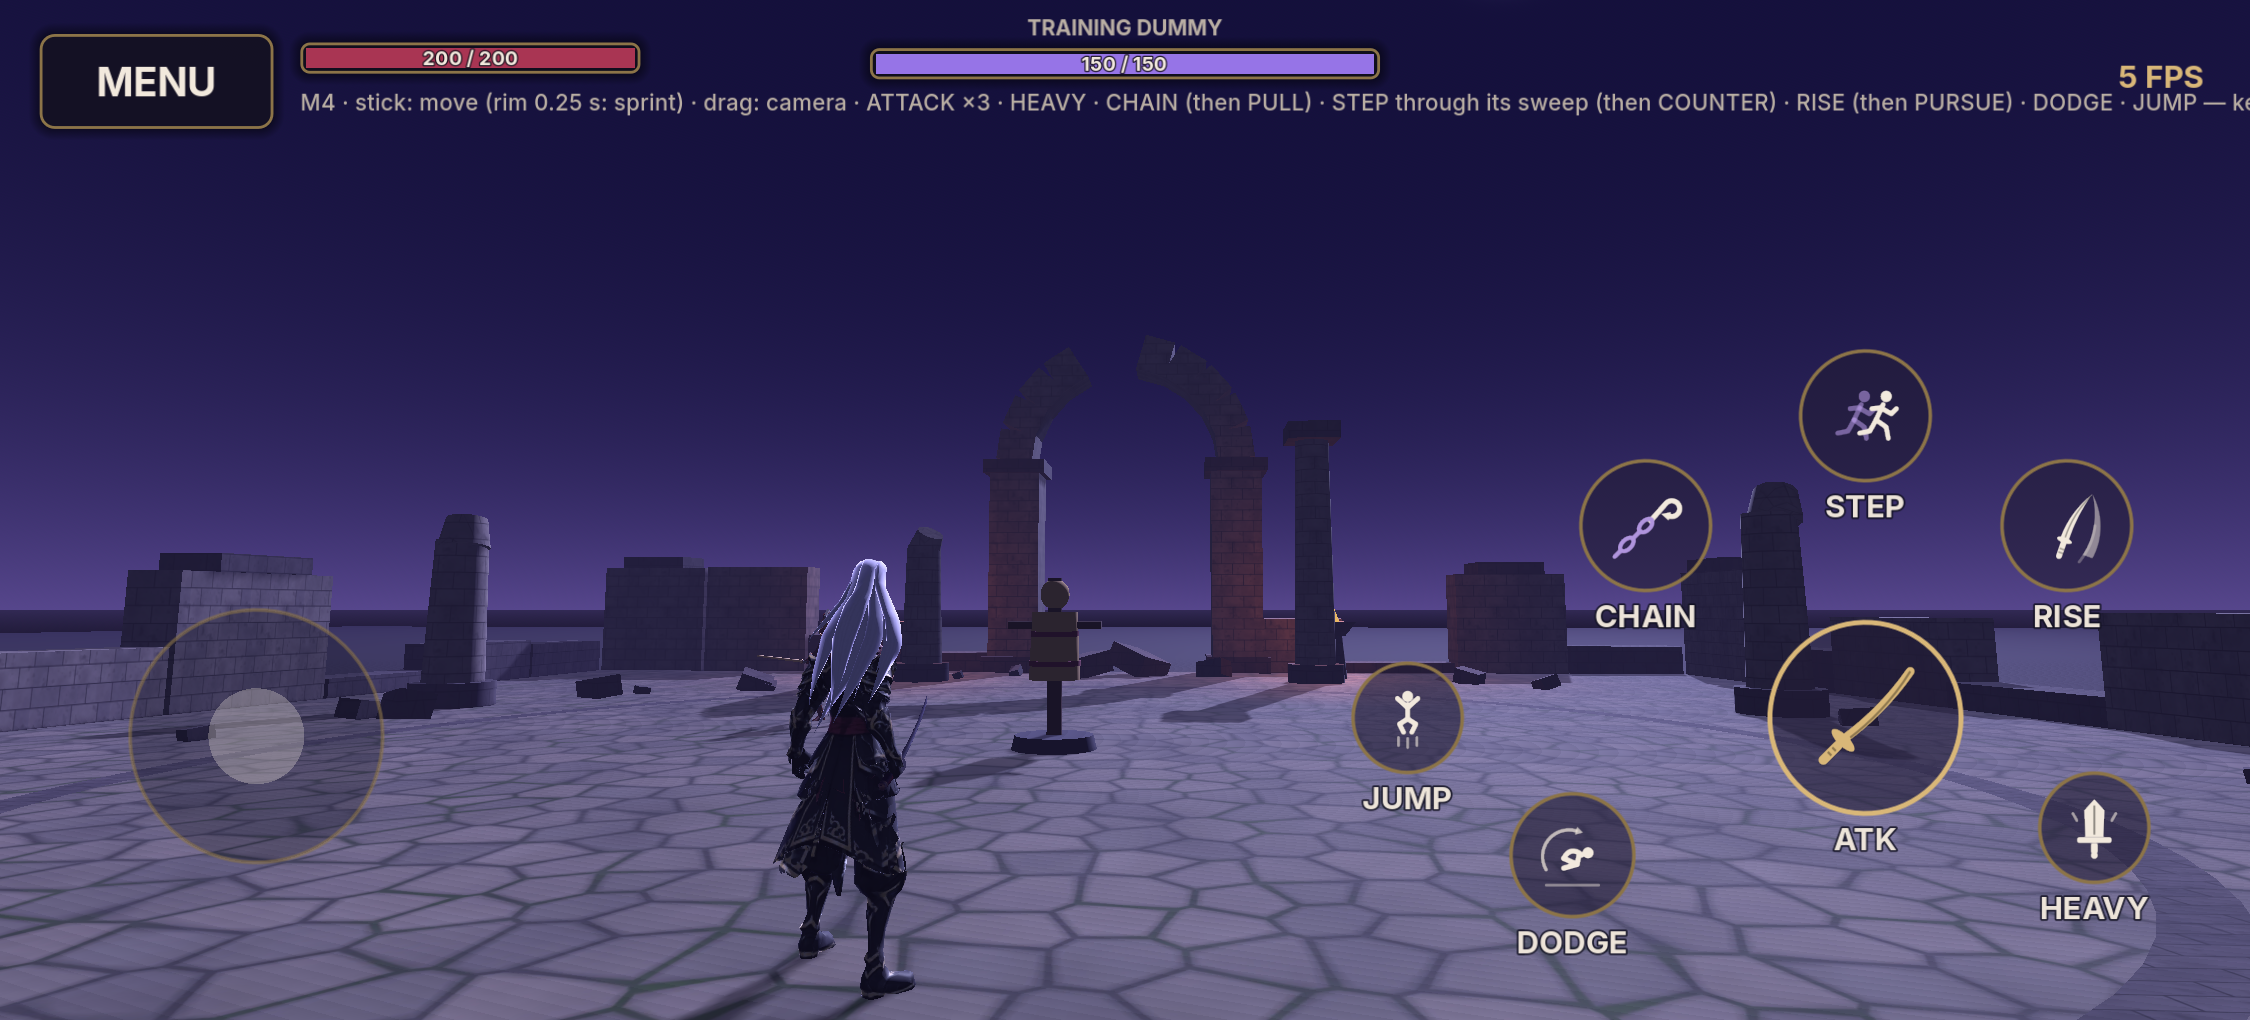 TRAINING DUMMY
MENU
200 / 200
150 / 150
5 FPS
M4 · stick: move (rim 0.25 s: sprint) · drag: camera · ATTACK ×3 · HEAVY · CHAIN (then PULL) · STEP through its sweep (then COUNTER) · RISE (then PURSUE) · DODGE · JUMP —
STEP
CHAIN
RISE
JUMP
ATK
HEAVY
DODGE